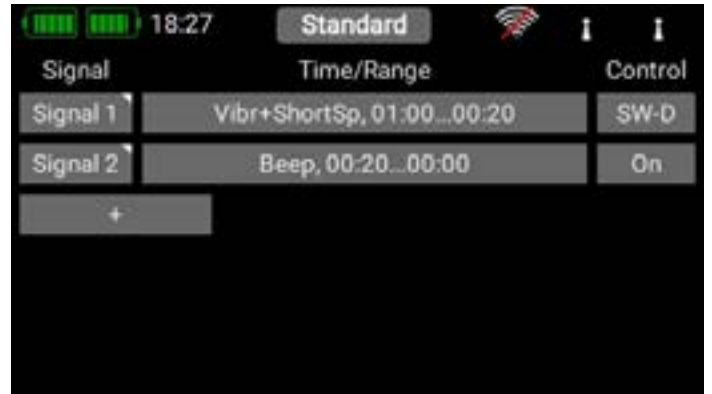 18:27 Standard
Signal Time/Range Control
Signal 1 Vibr+ShortSp, 01:00...00:20 SW-D
Signal 2 Beep, 00:20...00:00 On
+